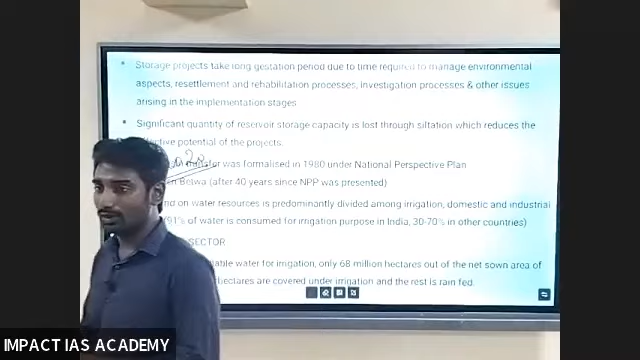 Storage projects take long gestation period due to time required to manage environmental
aspects, resettlement and rehabilitation processes, investigation processes & other issues
arising in the implementation stages
Significant quantity of reservoir storage capacity is lost through siltation which reduces the
potential of the projects.
was formalised in 1980 under National Perspective Plan
Betwa (after 40 years since NPP was presented)
on water resources is predominantly divided among irrigation, domestic and industrial
(91% of water is consumed for irrigation purpose in India, 30-70% in other countries)
SECTOR
water for irrigation, only 68 million hectares out of the net sown area of
hectares are covered under irrigation and the rest is rain fed.
IMPACT IAS ACADEMY